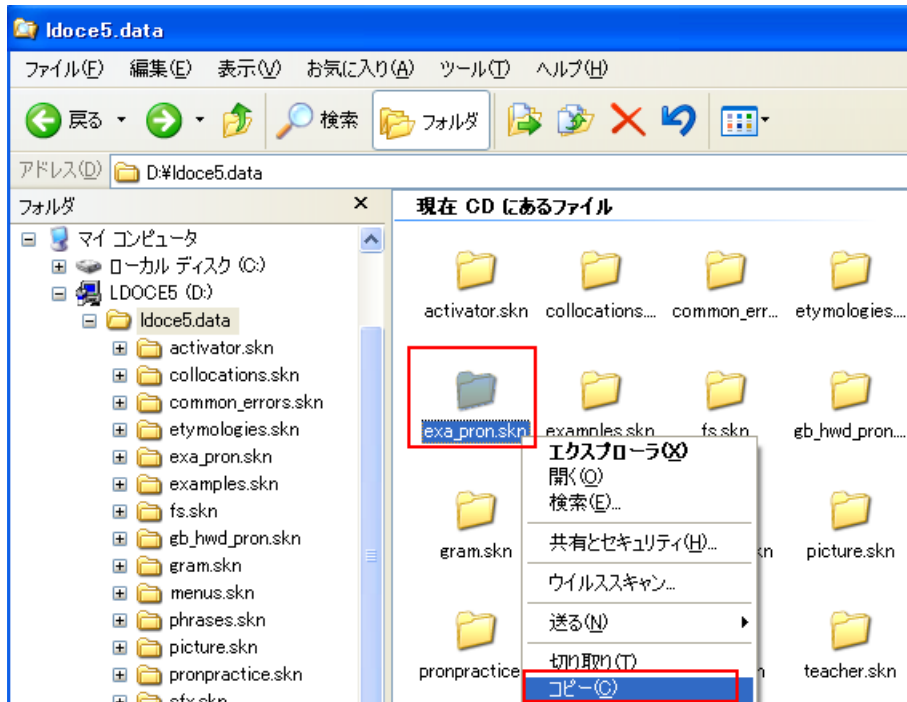 ldoce5.data
ファイル(F) 編集(E) 表示(V) お気に入り(A) ツール(T) ヘルプ(H)
戻る 検索 フォルダ
アドレス(D) D:¥ldoce5.data
フォルダ
マイ コンピュータ
ローカル ディスク (C:)
LDOCE5 (D:)
ldoce5.data
activator.skn
collocations.skn
common_errors.skn
etymologies.skn
exa_pron.skn
examples.skn
fs.skn
gb_hwd_pron.skn
gram.skn
menus.skn
phrases.skn
picture.skn
pronpractice.skn
現在 CD にあるファイル
activator.skn collocations.... common_err... etymologies....
exa_pron.skn examples.skn fs.skn gb_hwd_pron....
gram.skn picture.skn
pronpractice teacher.skn
エクスプローラ(X)
開く(O)
検索(E)...
共有とセキュリティ(H)...
ウイルススキャン...
送る(N)
切り取り(T)
コピー(C)